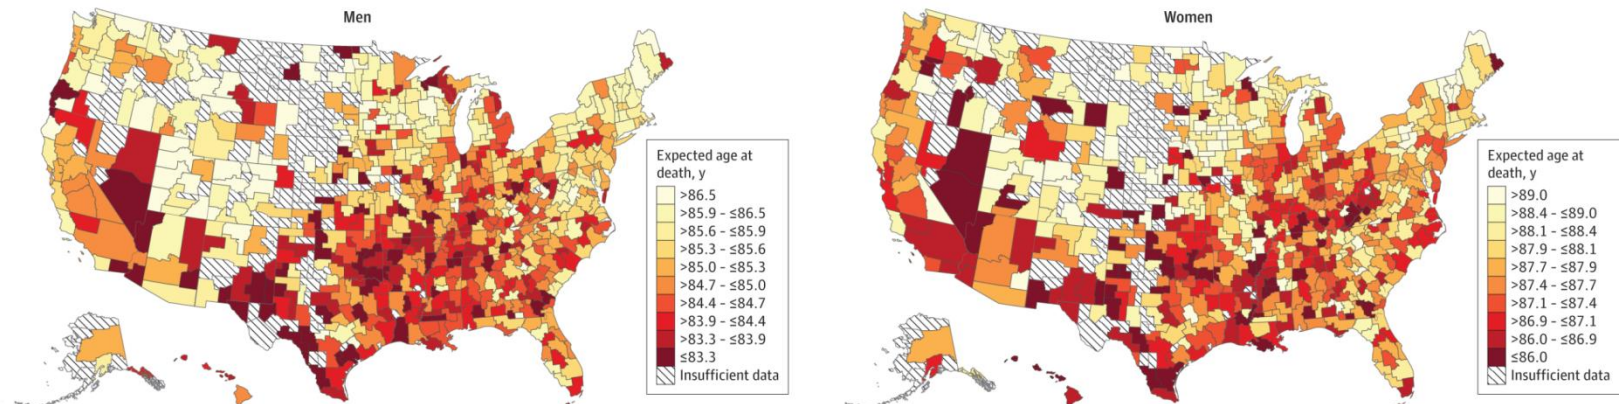 Men
Expected age at
death, y
>86.5
>85.9 - ≤86.5
>85.6 - ≤85.9
>85.3 - ≤85.6
>85.0 - ≤85.3
>84.7 - ≤85.0
>84.4 - ≤84.7
>83.9 - ≤84.4
>83.3 - ≤83.9
≤83.3
Insufficient data
Women
Expected age at
death, y
>89.0
>88.4 - ≤89.0
>88.1 - ≤88.4
>87.9 - ≤88.1
>87.7 - ≤87.9
>87.4 - ≤87.7
>87.1 - ≤87.4
>86.9 - ≤87.1
>86.0 - ≤86.9
≤86.0
Insufficient data